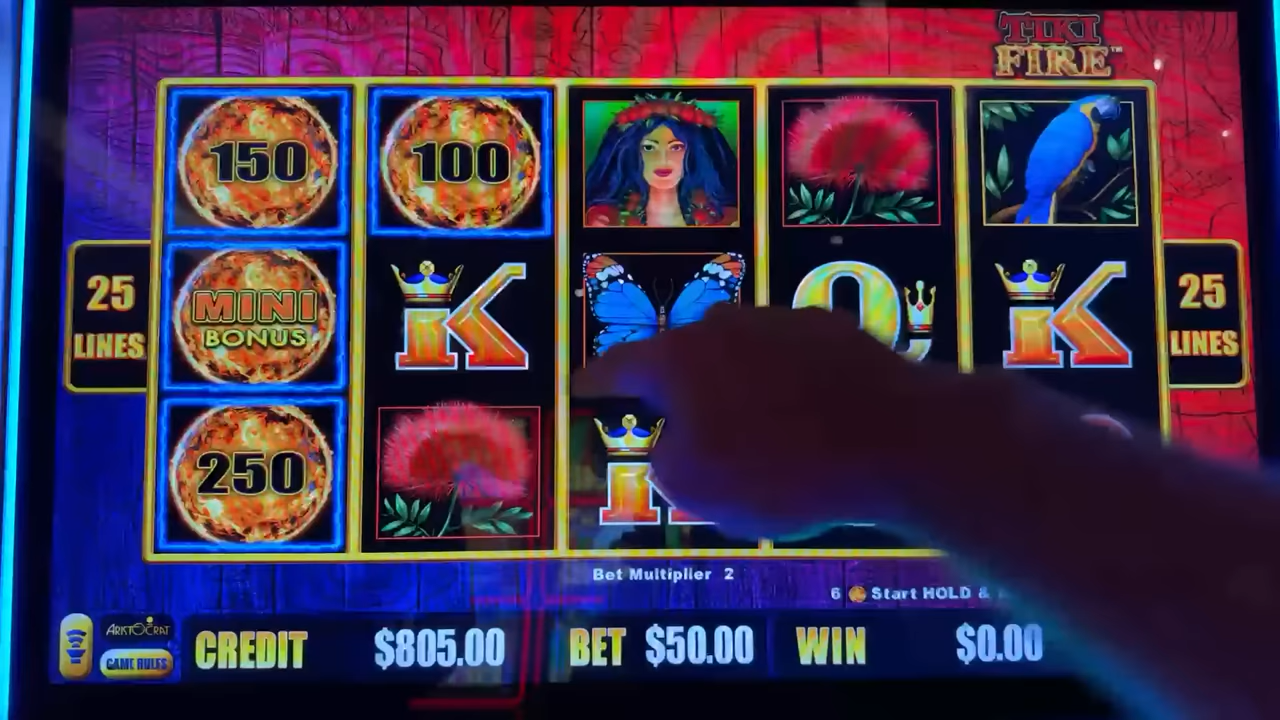 TIKI
FIRE™
150
100
25
LINES
MINI
BONUS
K
Q
K
25
LINES
250
K
Bet Multiplier 2
6 Start HOLD &
ARISTOCRAT
GAME RULES
CREDIT $805.00
BET $50.00
WIN $0.00